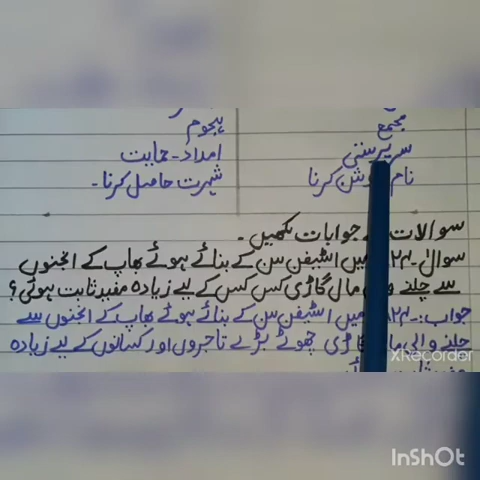 مجمع ہجوم
سرپرستی امداد۔ حمایت
نام کرنا شہرت حاصل کرنا۔
سوالات جوابات لکھیں۔
سوال۔ میں اسٹیفن سن کے بنائے ہوئے بھاپ کے انجنوں
سے چلنے مال گاڑی کس کس کے لیے زیادہ مفید ثابت ہوئی؟
جواب:۔ میں اسٹیفن سن کے بنائے ہوئے بھاپ کے انجنوں سے
چلنے والی چھوٹے بڑے تاجروں اور کسانوں کے لیے زیادہ
XRecorder
InShOt